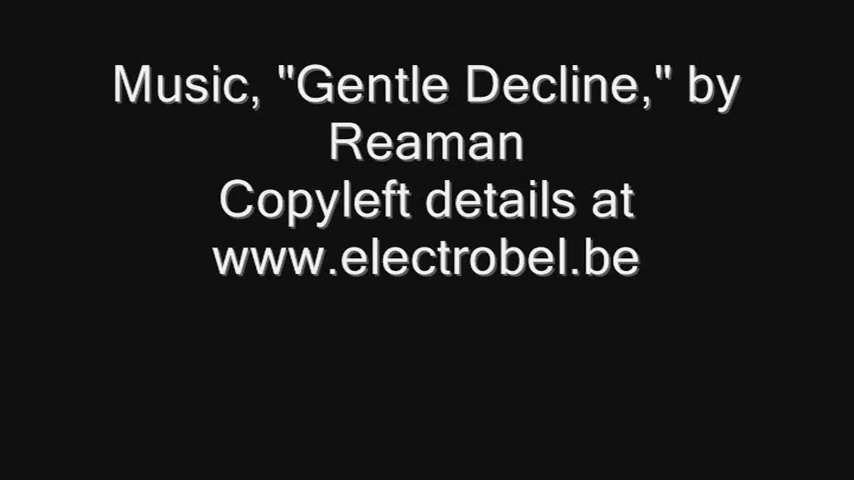 Music, "Gentle Decline," by
Reaman
Copyleft details at
www.electrobel.be